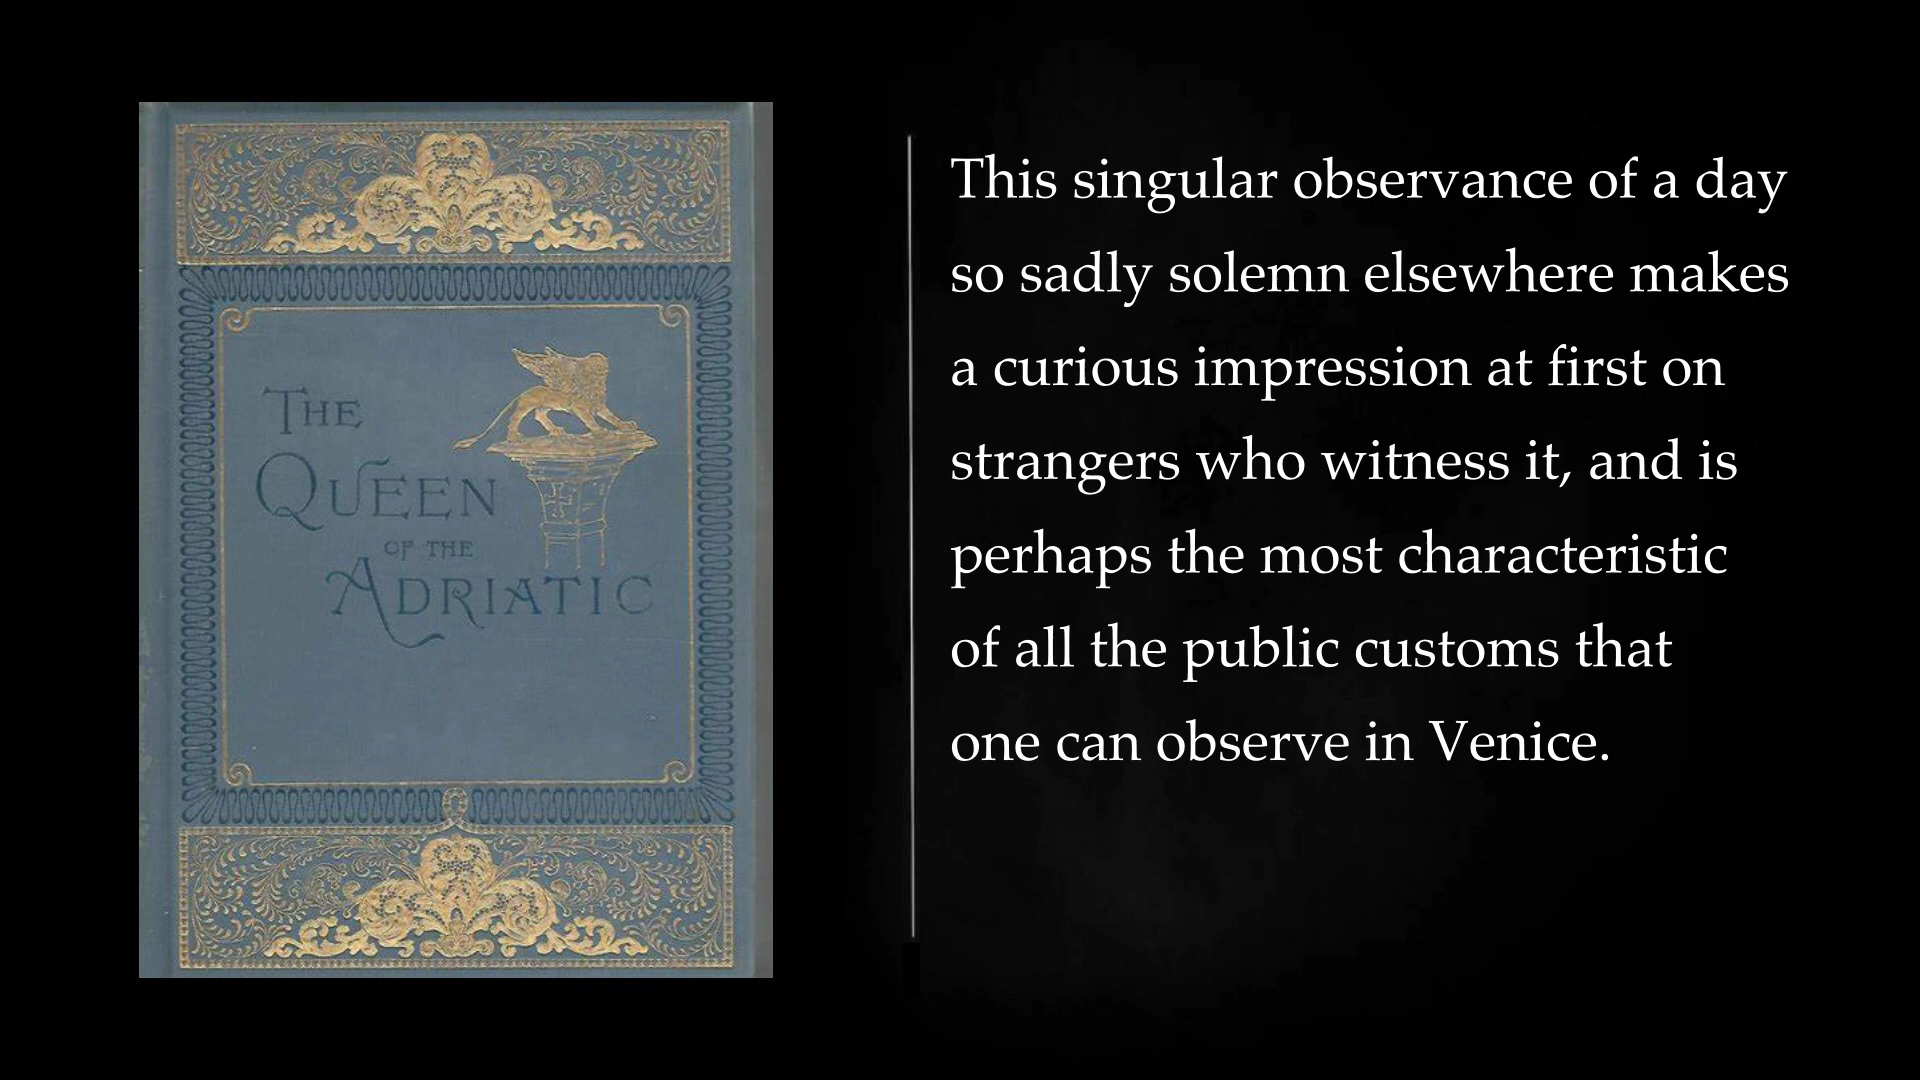 THE
QUEEN
OF THE
ADRIATIC
This singular observance of a day
so sadly solemn elsewhere makes
a curious impression at first on
strangers who witness it, and is
perhaps the most characteristic
of all the public customs that
one can observe in Venice.